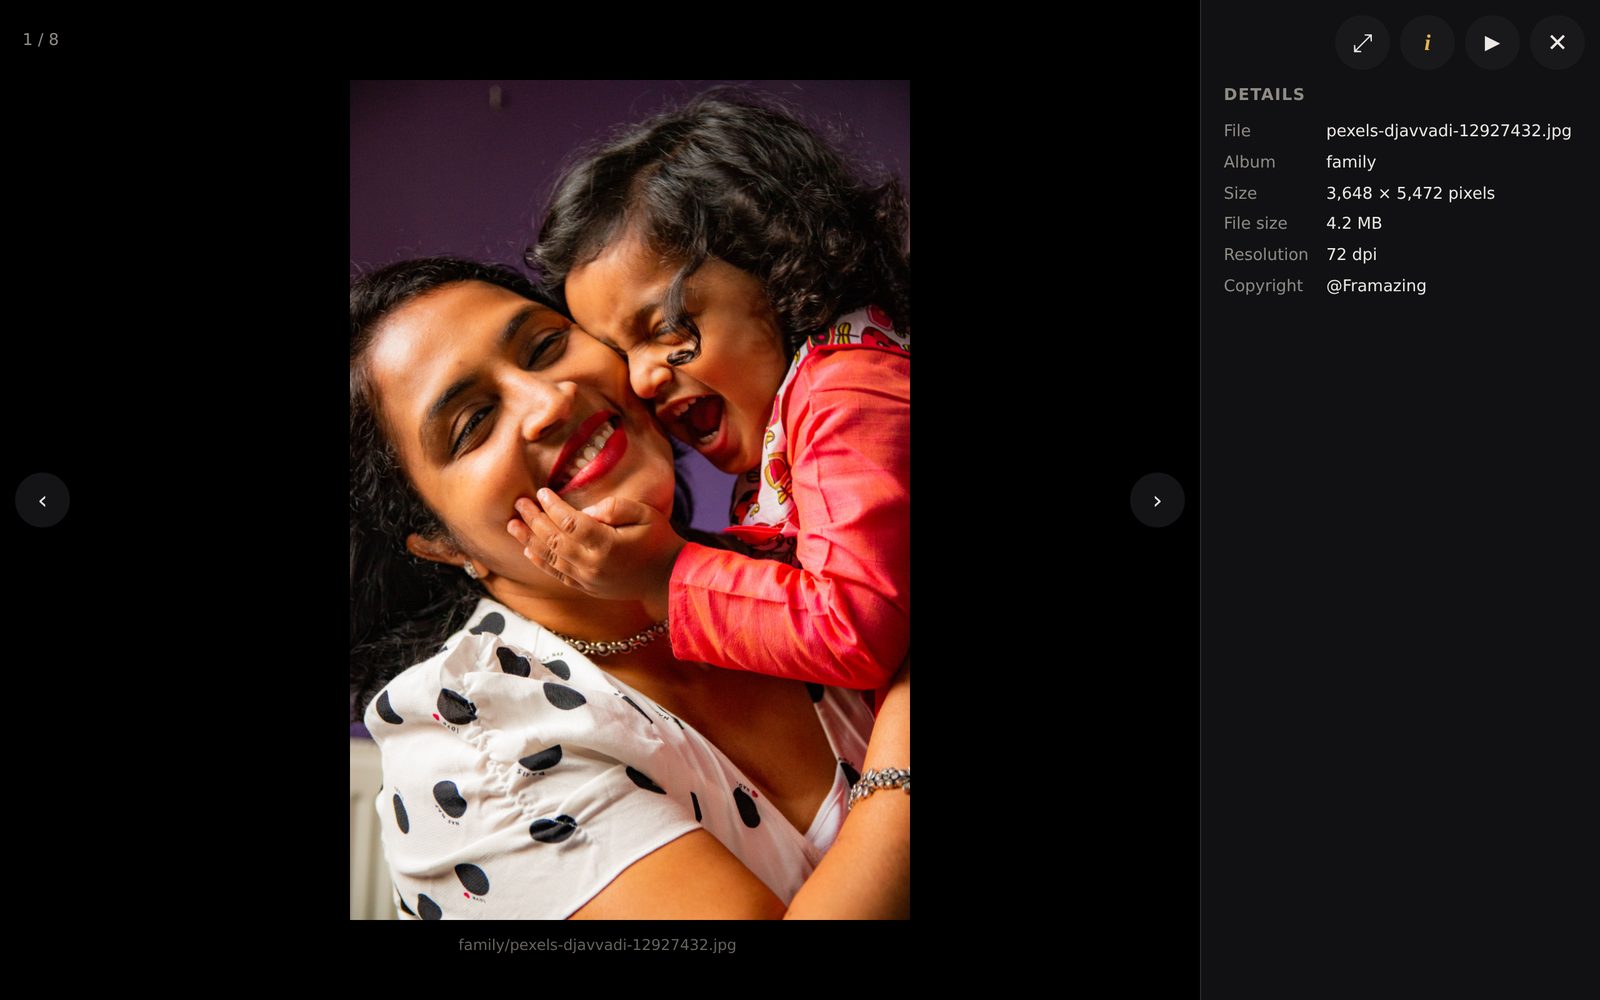 1 / 8
DETAILS
File pexels-djavvadi-12927432.jpg
Album family
Size 3,648 × 5,472 pixels
File size 4.2 MB
Resolution 72 dpi
Copyright @Framazing
family/pexels-djavvadi-12927432.jpg